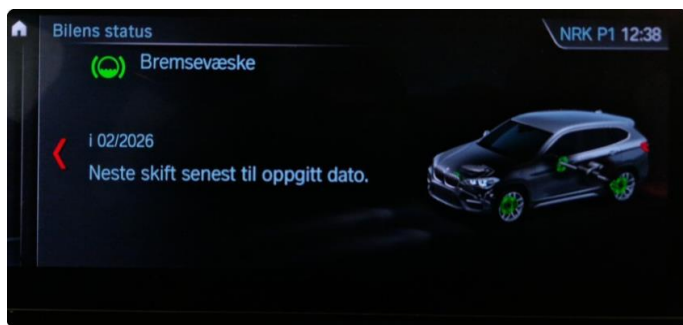 Bilens status
NRK P1 12:38
Bremsevæske
i 02/2026
Neste skift senest til oppgitt dato.